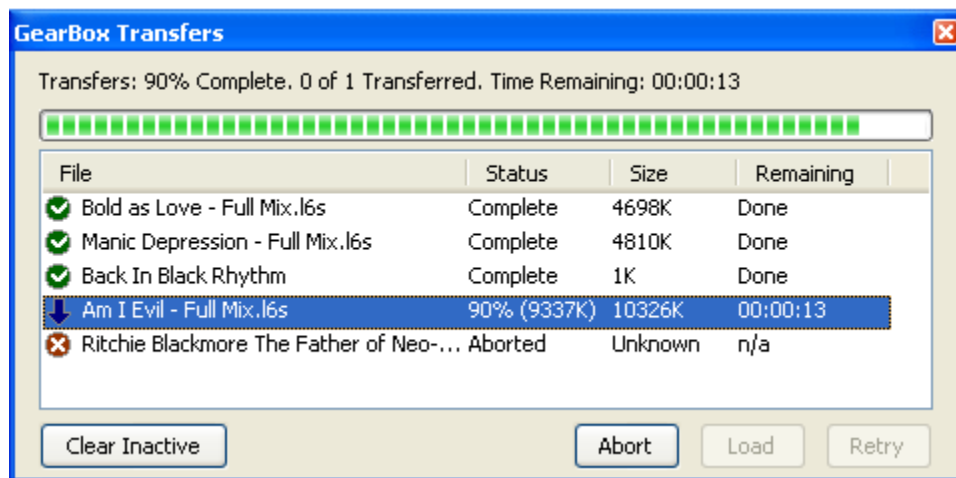 GearBox Transfers
Transfers: 90% Complete. 0 of 1 Transferred. Time Remaining: 00:00:13
File Status Size Remaining
Bold as Love - Full Mix.l6s Complete 4698K Done
Manic Depression - Full Mix.l6s Complete 4810K Done
Back In Black Rhythm Complete 1K Done
Am I Evil - Full Mix.l6s 90% (9337K) 10326K 00:00:13
Ritchie Blackmore The Father of Neo-... Aborted Unknown n/a
Clear Inactive Abort Load Retry